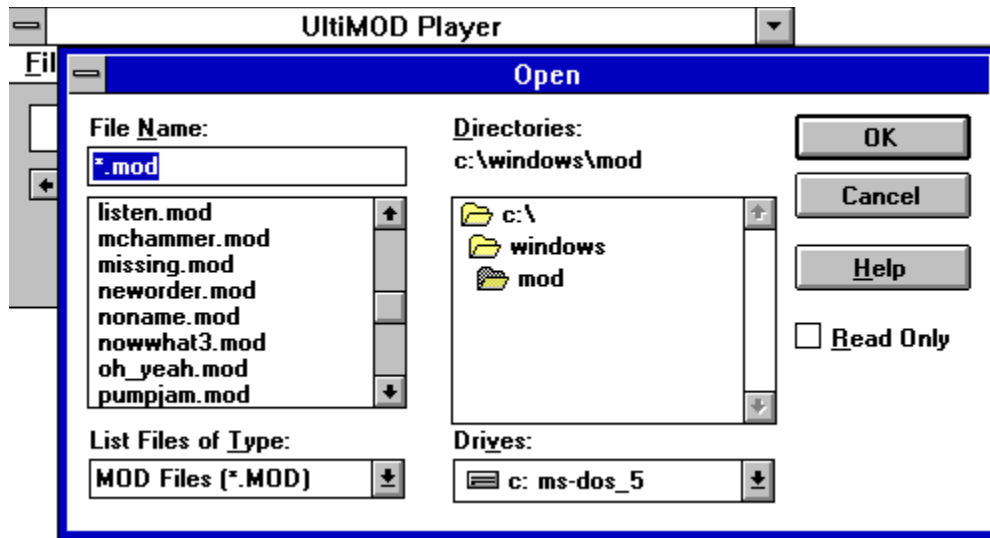 UltiMOD Player
Fil
Open
File Name:
*.mod
listen.mod
mchammer.mod
missing.mod
neworder.mod
noname.mod
nowwhat3.mod
oh_yeah.mod
pumpjam.mod
List Files of Type:
MOD Files (*.MOD)
Directories:
c:\windows\mod
c:\
windows
mod
Drives:
c: ms-dos_5
OK
Cancel
Help
Read Only